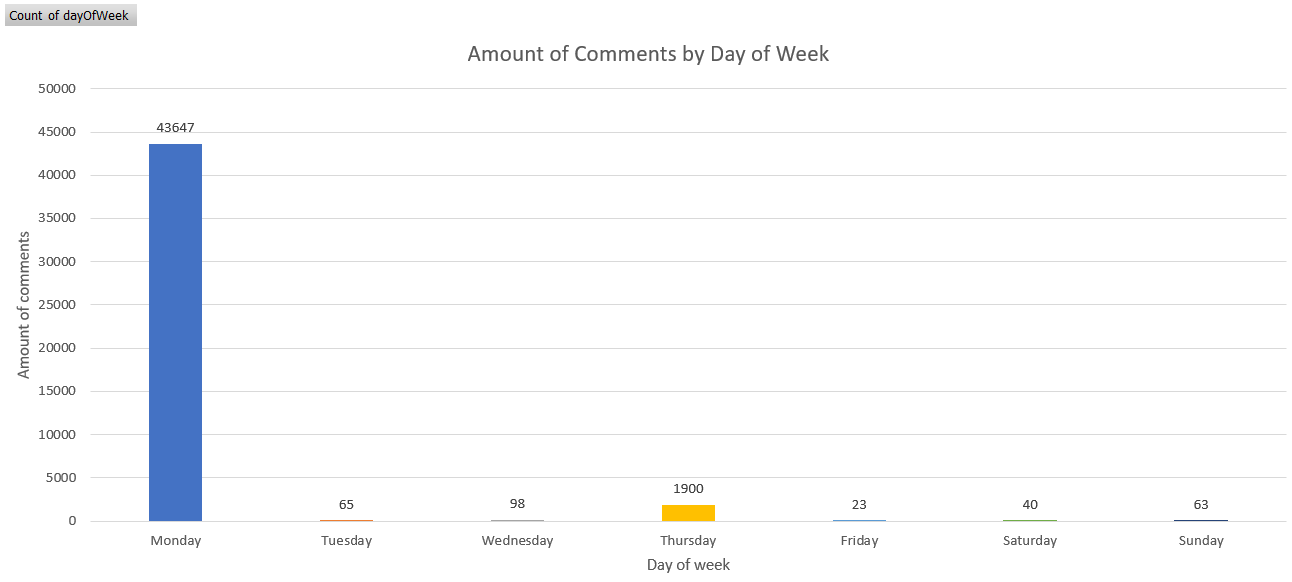 Count of dayOfWeek
Amount of Comments by Day of Week
50000
45000
40000
35000
30000
25000
20000
15000
10000
5000
0
Amount of comments
43647
65
98
1900
23
40
63
Monday
Tuesday
Wednesday
Thursday
Friday
Saturday
Sunday
Day of week